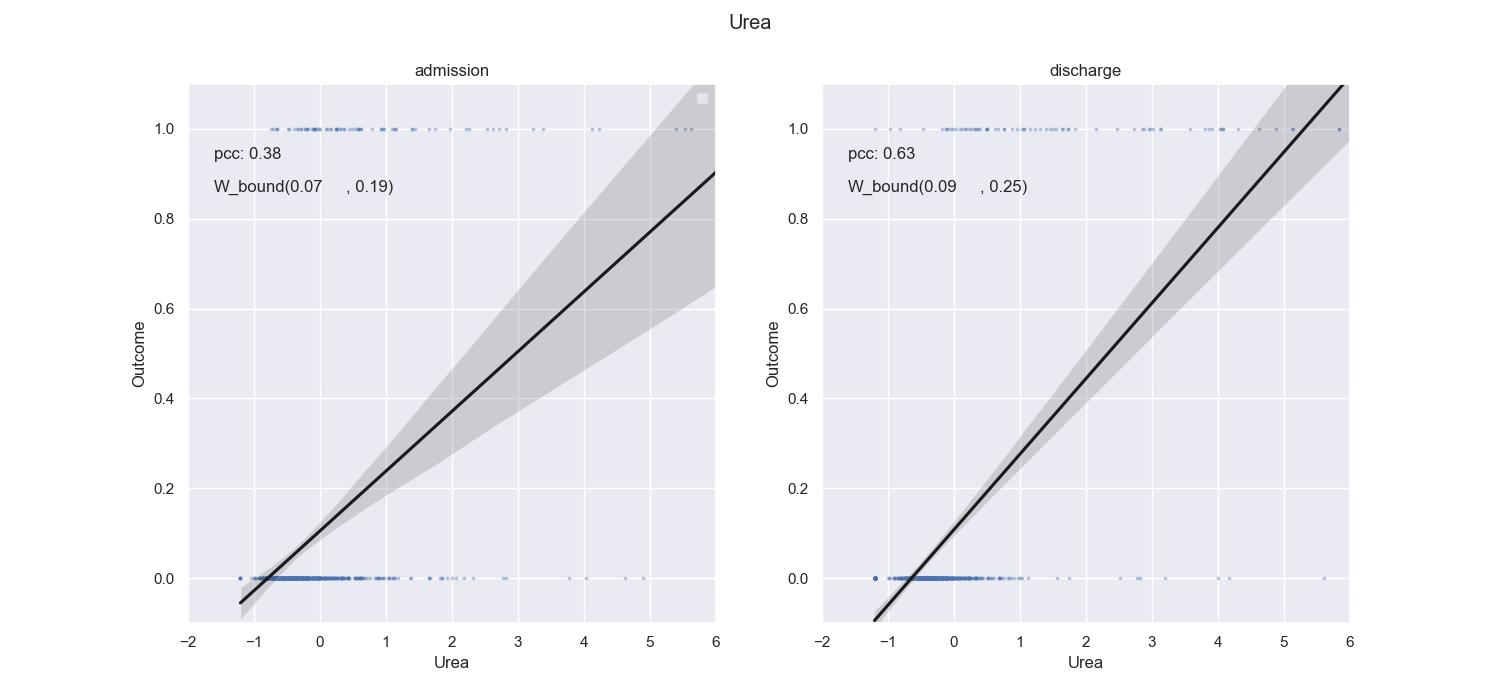 Urea
admission
1.0
0.8
0.6
0.4
0.2
0.0
Outcome
pcc: 0.38
W_bound(0.07 , 0.19)
−2 −1 0 1 2 3 4 5 6
Urea
discharge
1.0
0.8
0.6
0.4
0.2
0.0
Outcome
pcc: 0.63
W_bound(0.09 , 0.25)
−2 −1 0 1 2 3 4 5 6
Urea